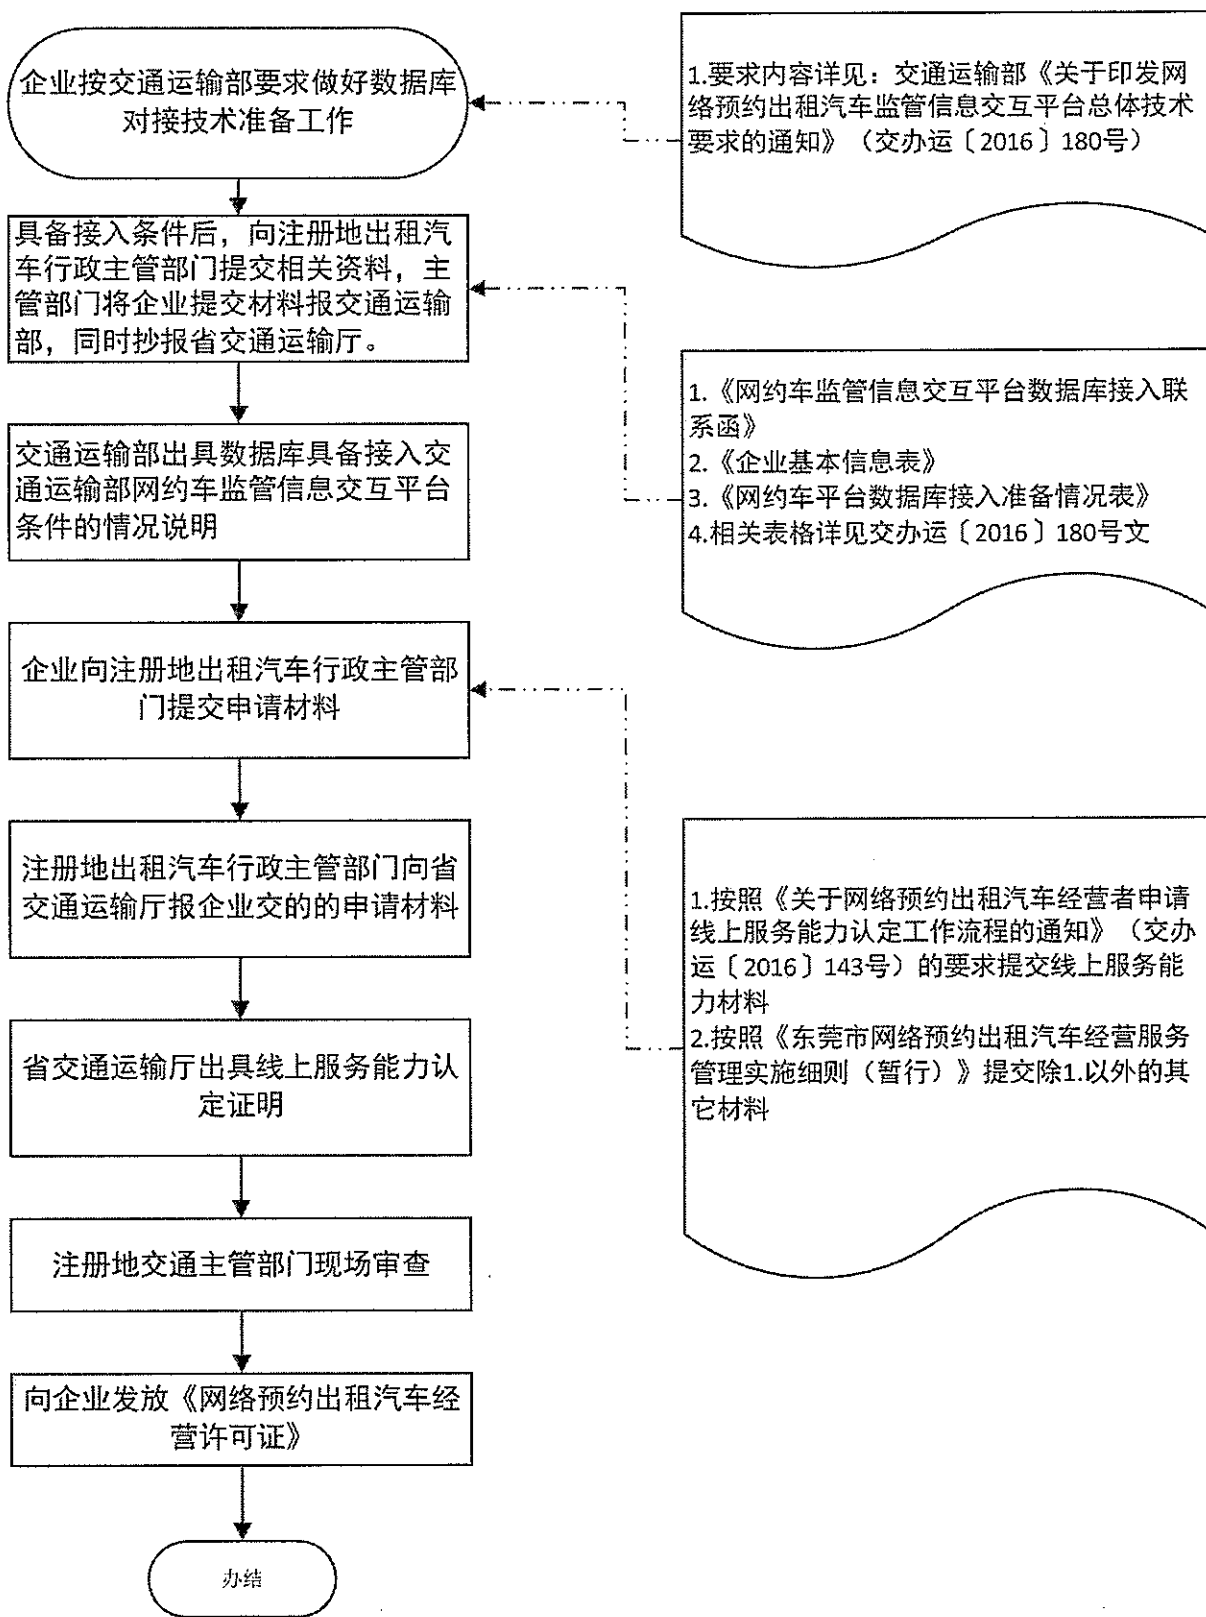 企业按交通运输部要求做好数据库
对接技术准备工作
1.要求内容详见：交通运输部《关于印发网
络预约出租汽车监管信息交互平台总体技术
要求的通知》（交办运〔2016〕180号）
具备接入条件后，向注册地出租汽
车行政主管部门提交相关资料，主
管部门将企业提交材料报交通运输
部，同时抄报省交通运输厅。
1.《网约车监管信息交互平台数据库接入联
系函》
2.《企业基本信息表》
3.《网约车平台数据库接入准备情况表》
4.相关表格详见交办运〔2016〕180号文
交通运输部出具数据库具备接入交
通运输部网约车监管信息交互平台
条件的情况说明
企业向注册地出租汽车行政主管部
门提交申请材料
1.按照《关于网络预约出租汽车经营者申请
线上服务能力认定工作流程的通知》（交办
运〔2016〕143号）的要求提交线上服务能
力材料
2.按照《东莞市网络预约出租汽车经营服务
管理实施细则（暂行）》提交除1.以外的其
它材料
注册地出租汽车行政主管部门向省
交通运输厅报企业交的的申请材料
省交通运输厅出具线上服务能力认
定证明
注册地交通主管部门现场审查
向企业发放《网络预约出租汽车经
营许可证》
办结